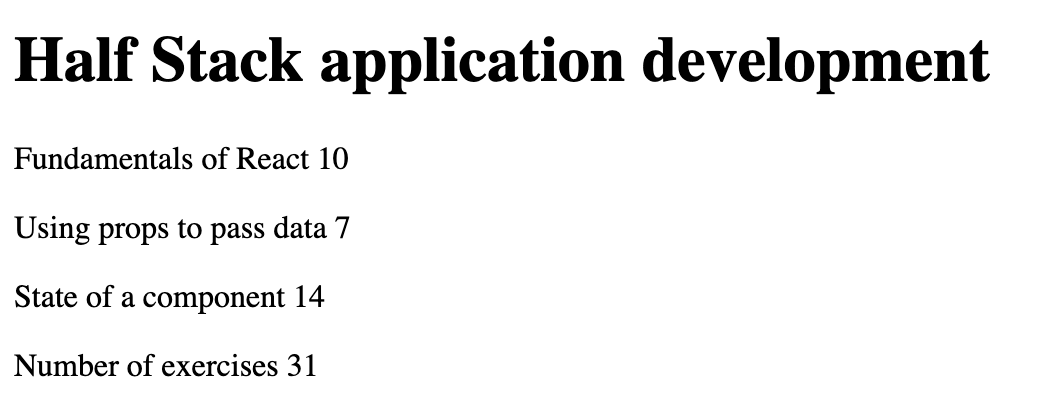 Half Stack application development
Fundamentals of React 10
Using props to pass data 7
State of a component 14
Number of exercises 31